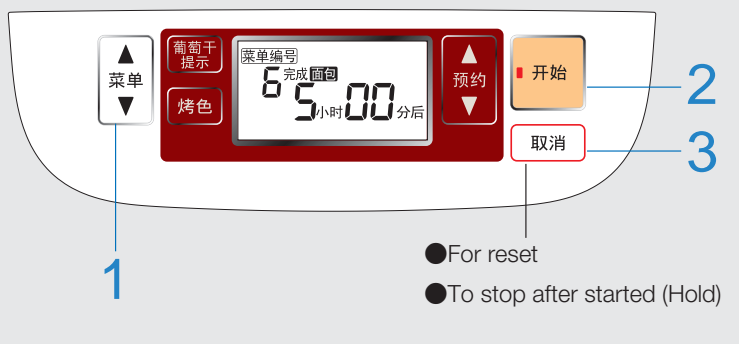 ▲
菜单
▼
葡萄干
提示
烤色
菜单编号
6 完成 面包
5小时00分后
▲
预约
▼
开始
取消
1
2
3
●For reset
●To stop after started (Hold)